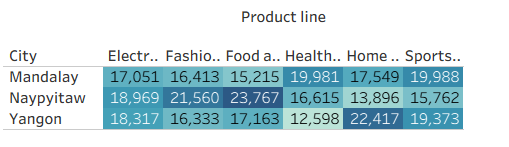 Product line
City Electr.. Fashio.. Food a.. Health.. Home .. Sports..
Mandalay 17,051 16,413 15,215 19,981 17,549 19,988
Naypyitaw 18,969 21,560 23,767 16,615 13,896 15,762
Yangon 18,317 16,333 17,163 12,598 22,417 19,373